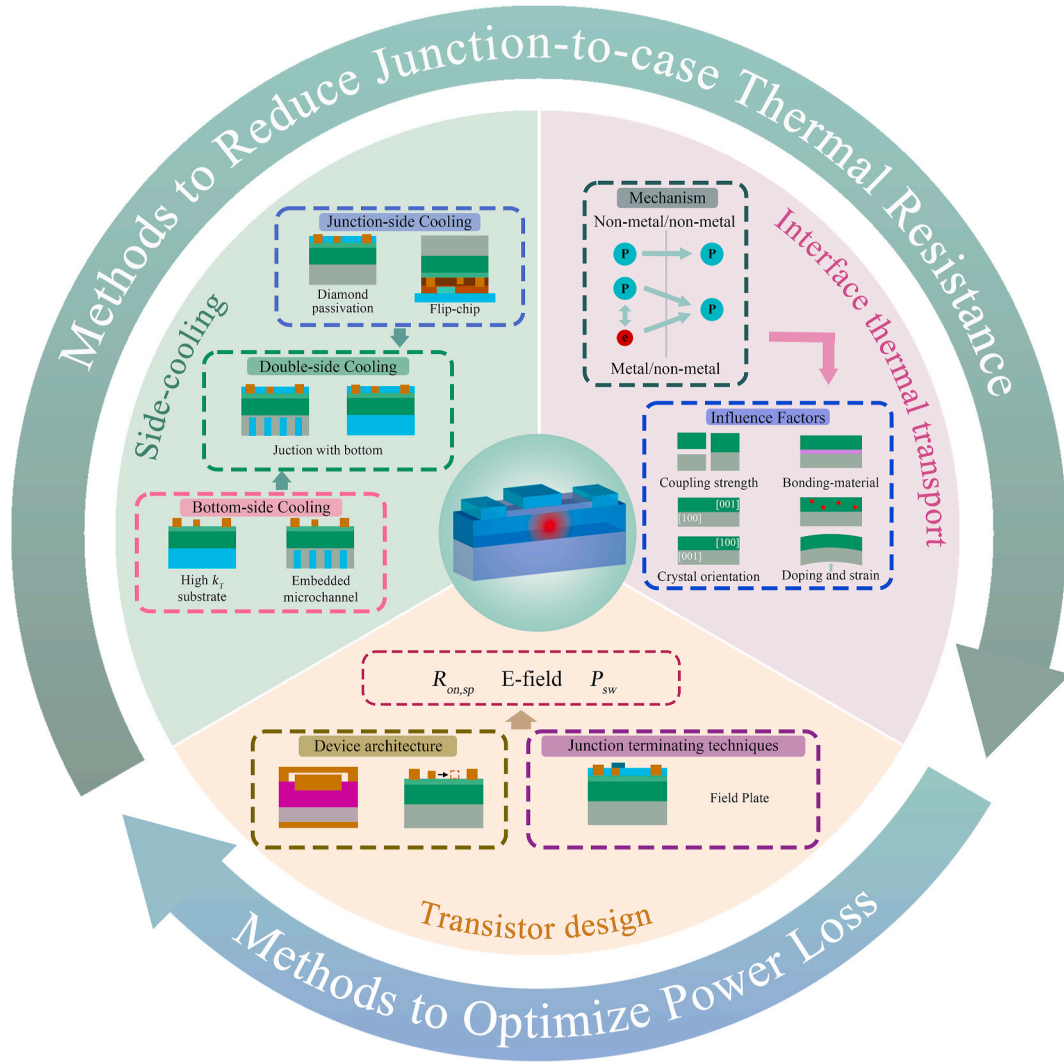 Methods to Reduce Junction-to-case Thermal Resistance
Side-cooling
Junction-side Cooling
Diamond
passivation
Flip-chip
Double-side Cooling
Juction with bottom
Bottom-side Cooling
High k_T
substrate
Embedded
microchannel
Interface thermal transport
Mechanism
Non-metal/non-metal
P
P
P
P
e
Metal/non-metal
Influence Factors
Coupling strength
Bonding-material
[001]
[100]
[100]
[001]
Crystal orientation
Doping and strain
R_on,sp E-field P_sw
Device architecture
Junction terminating techniques
Field Plate
Transistor design
Methods to Optimize Power Loss